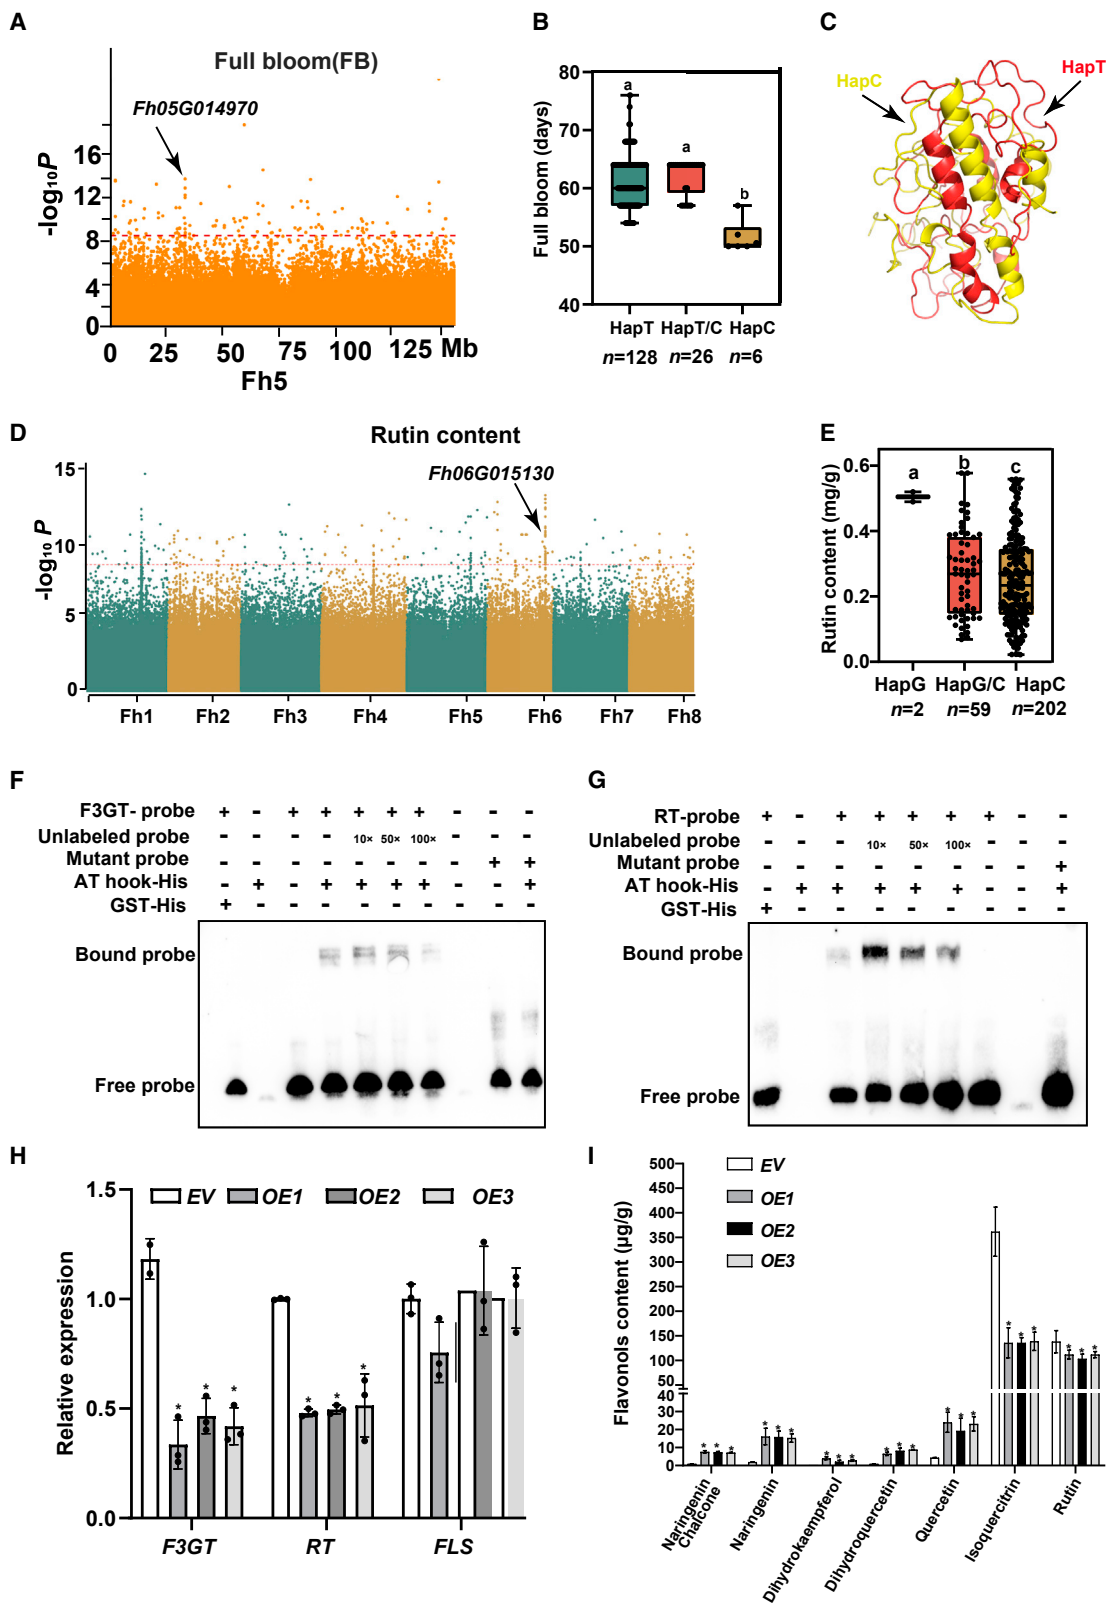 A
Full bloom(FB)
Fh05G014970
-log₁₀P
16
12
8
4
0
0 25 50 75 100 125 Mb
Fh5
B
Full bloom (days)
80
70
60
50
40
a
a
b
HapT HapT/C HapC
n=128 n=26 n=6
C
HapC
HapT
D
Rutin content
Fh06G015130
-log₁₀ P
15
10
5
0
Fh1 Fh2 Fh3 Fh4 Fh5 Fh6 Fh7 Fh8
E
Rutin content (mg/g)
0.6
0.4
0.2
0.0
a b c
HapG HapG/C HapC
n=2 n=59 n=202
F
F3GT- probe + - + + + + + - - -
Unlabeled probe - - - - 10× 50× 100× - - -
Mutant probe - - - - - - - - + +
AT hook-His - + - + + + + - - +
GST-His + - - - - - - - - -
Bound probe
Free probe
G
RT-probe + - + + + + + - -
Unlabeled probe - - - 10× 50× 100× - - -
Mutant probe - - - - - - - - +
AT hook-His - + + + + + - - +
GST-His + - - - - - - - -
Bound probe
Free probe
H
Relative expression
1.5
1.0
0.5
0.0
EV OE1 OE2 OE3
* * *
* * *
F3GT RT FLS
I
Flavonols content (µg/g)
500
450
400
350
300
250
200
150
100
50
40
30
20
10
0
EV
OE1
OE2
OE3
* * *
* * *
* * *
* * *
* * *
* * *
* * *
Naringenin Chalcone
Naringenin
Dihydrokaempferol
Dihydroquercetin
Quercetin
Isoquercitrin
Rutin